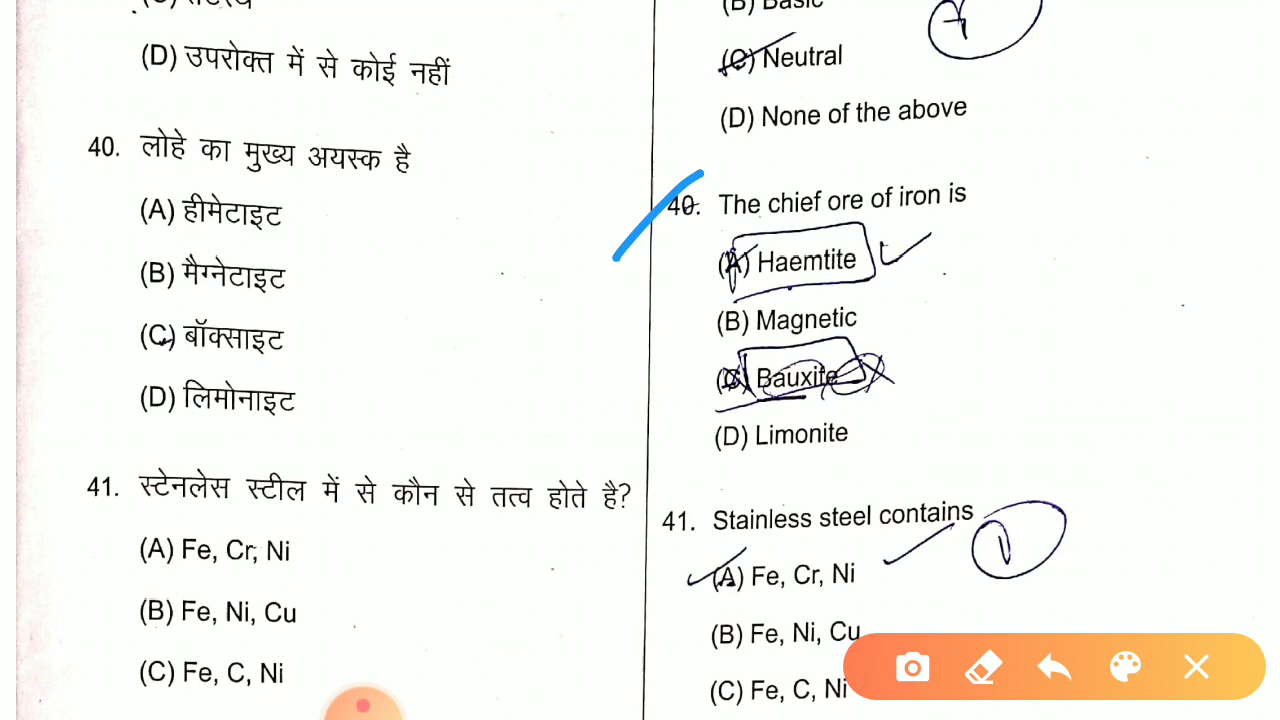 (D) उपरोक्त में से कोई नहीं
40. लोहे का मुख्य अयस्क है
(A) हीमेटाइट
(B) मैग्नेटाइट
(C) बॉक्साइट
(D) लिमोनाइट
41. स्टेनलेस स्टील में से कौन से तत्व होते है?
(A) Fe, Cr, Ni
(B) Fe, Ni, Cu
(C) Fe, C, Ni
(B) Basic
(C) Neutral
(D) None of the above
40. The chief ore of iron is
(A) Haemtite
(B) Magnetic
(C) Bauxite
(D) Limonite
41. Stainless steel contains
(A) Fe, Cr, Ni
(B) Fe, Ni, Cu
(C) Fe, C, Ni